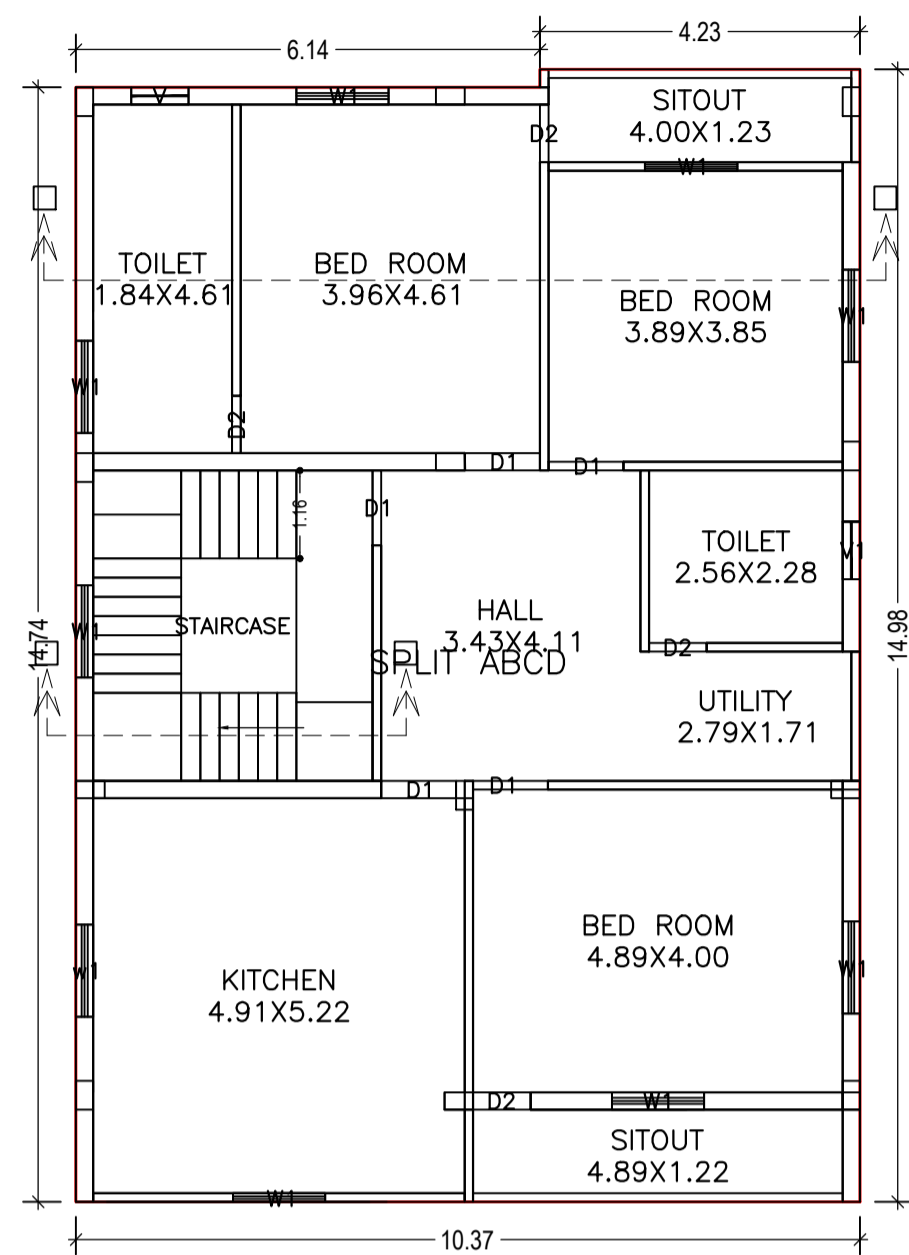 4.23
6.14
V
W1
SITOUT
4.00X1.23
D2
W1
TOILET
1.84X4.61
BED ROOM
3.96X4.61
BED ROOM
3.89X3.85
W1
W1
D2
D1
D1
D1
1.16
TOILET
2.56X2.28
V1
HALL
3.43X4.11
STAIRCASE
W1
14.74
SPLIT ABCD
D2
14.98
UTILITY
2.79X1.71
D1
D1
BED ROOM
4.89X4.00
KITCHEN
4.91X5.22
W1
W1
D2
W1
SITOUT
4.89X1.22
W1
10.37